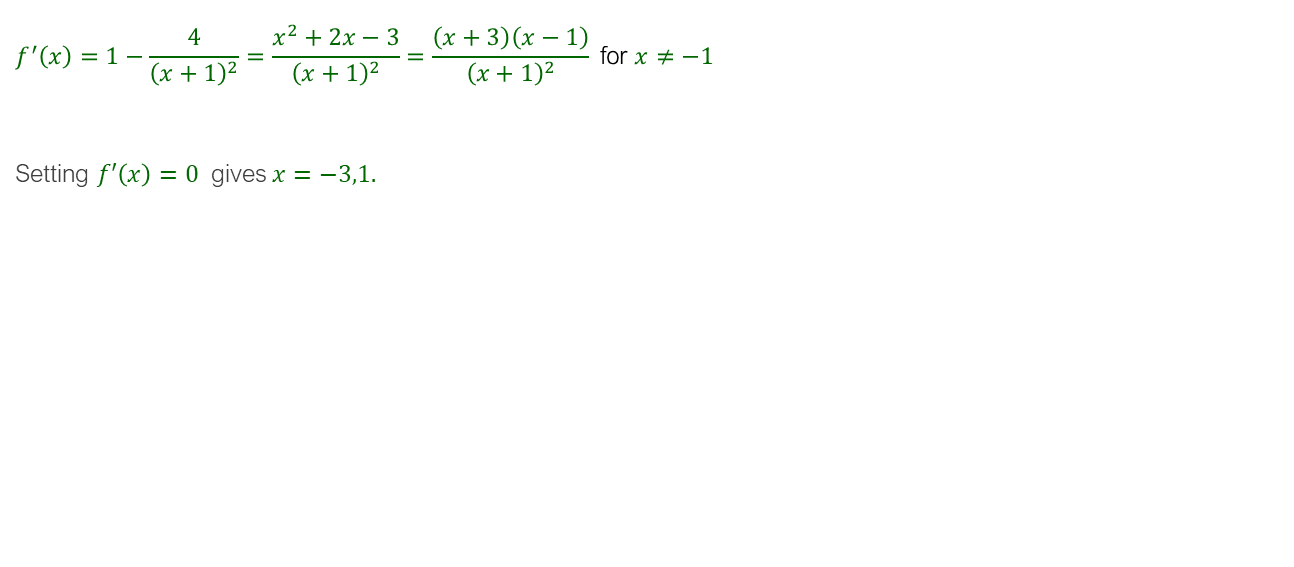 f′(x) = 1 − 4/(x + 1)² = x² + 2x − 3/(x + 1)² = (x + 3)(x − 1)/(x + 1)² for x ≠ −1
Setting f′(x) = 0 gives x = −3,1.